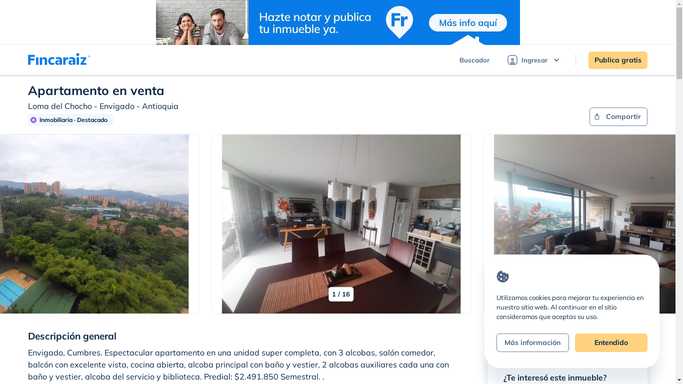 Hazte notar y publica
tu inmueble ya.
Fr
Más info aquí
Fincaraiz
Buscador
Ingresar
Publica gratis
Apartamento en venta
Loma del Chocho - Envigado - Antioquia
Inmobiliaria · Destacado
Compartir
1 / 16
Utilizamos cookies para mejorar tu experiencia en
nuestro sitio web. Al continuar en el sitio
consideramos que aceptas su uso.
Más información
Entendido
Descripción general
Envigado, Cumbres. Espectacular apartamento en una unidad super completa, con 3 alcobas, salón comedor,
balcón con excelente vista, cocina abierta, alcoba principal con baño y vestier, 2 alcobas auxiliares cada una con
baño y vestier, alcoba del servicio y biblioteca. Predial: $2.491.850 Semestral. .
¿Te interesó este inmueble?